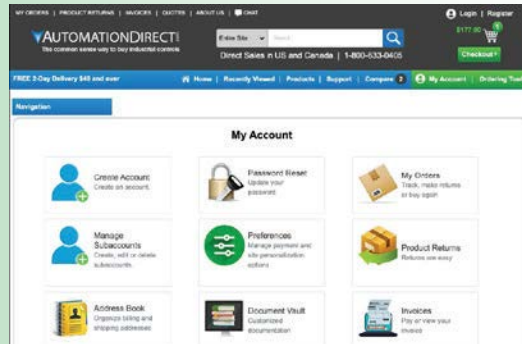 MY ORDERS | PRODUCT RETURNS | INVOICES | QUOTES | ABOUT US | CHAT
Login | Register
AUTOMATIONDIRECT
The common sense way to buy industrial controls
Entire Site
Search
$177.00
1
Direct Sales in US and Canada | 1-800-633-0405
Checkout
FREE 2-Day Delivery $49 and over
Home | Recently Viewed | Products | Support | Compare 2
My Account | Ordering Tools
Navigation
My Account
Create Account
Create an account.
Password Reset
Update your
password.
My Orders
Track, make returns
or buy again
Manage
Subaccounts
Create, edit or delete
subaccounts.
Preferences
Manage payment and
site personalization
options
Product Returns
Returns are easy
Address Book
Organize billing and
shipping addresses
Document Vault
Customized
documentation
Invoices
Pay or view your
invoice